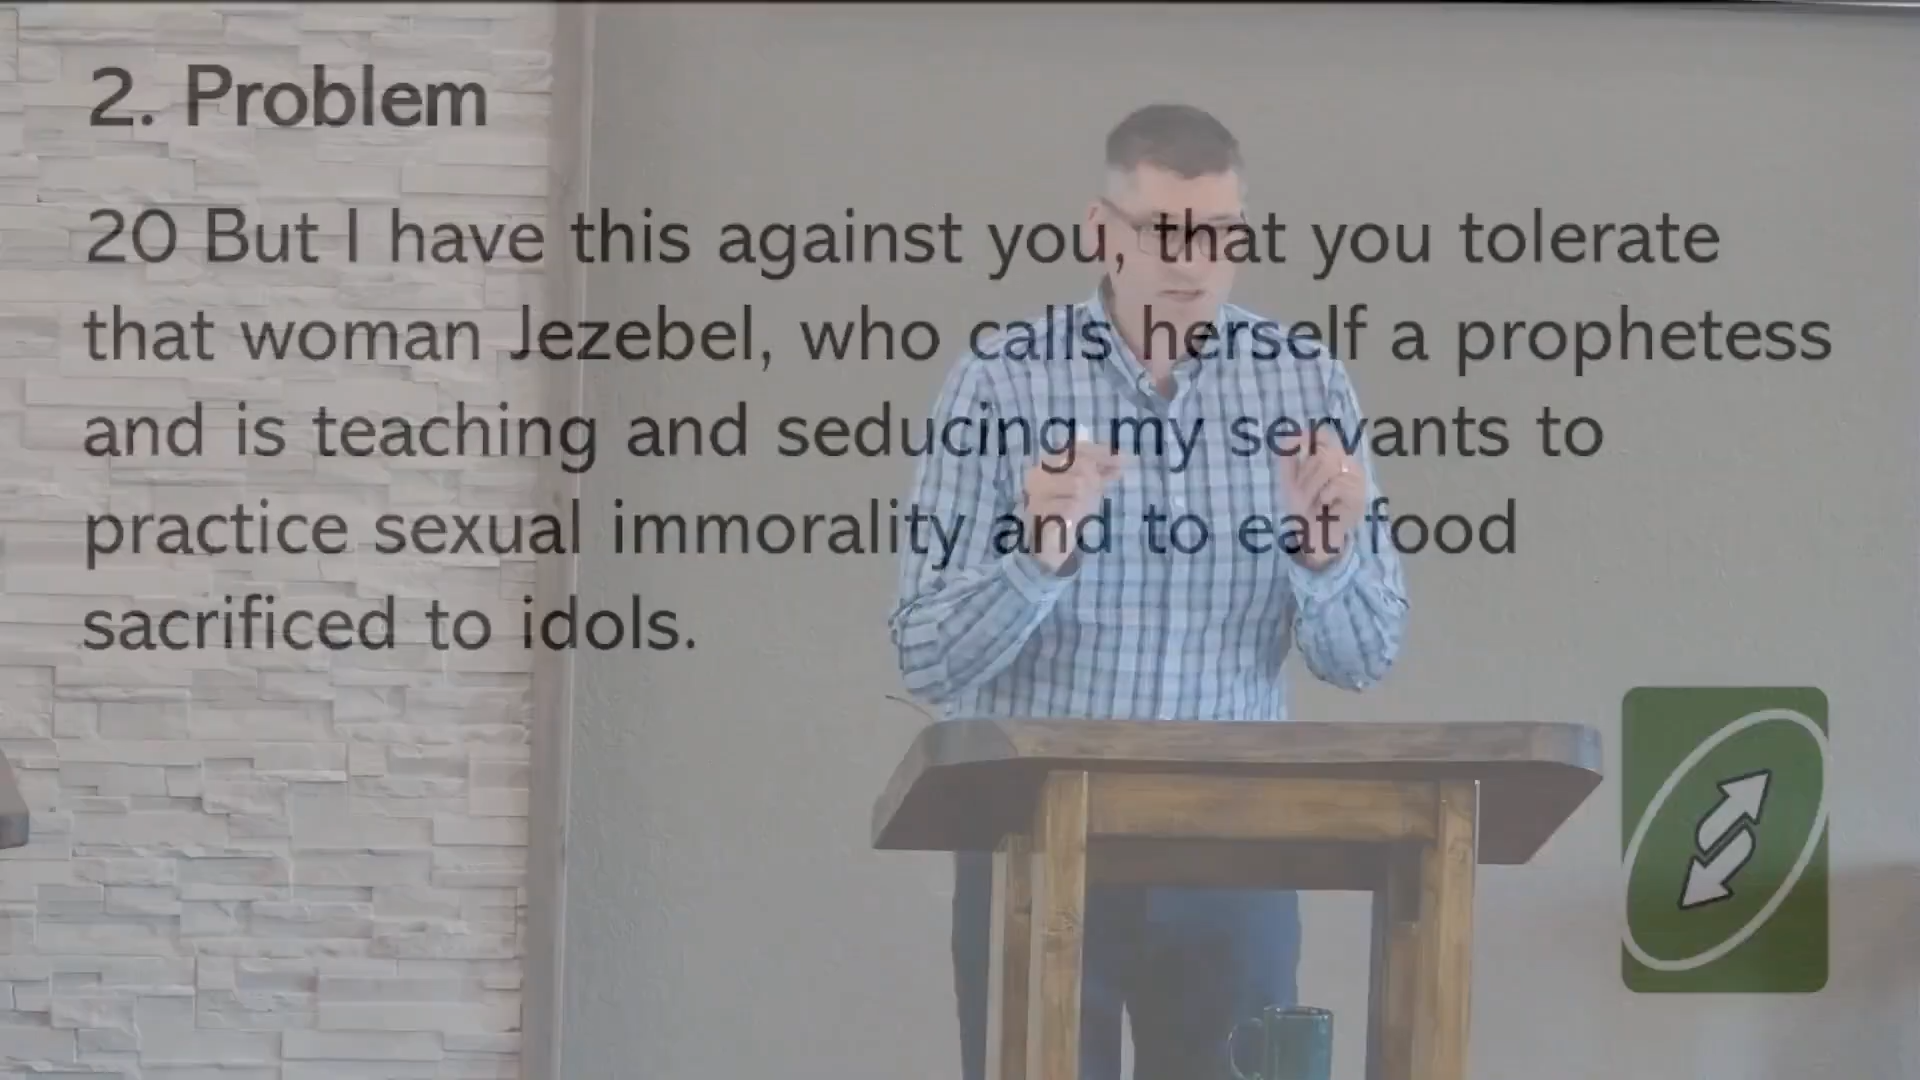 2. Problem
20 But I have this against you, that you tolerate
that woman Jezebel, who calls herself a prophetess
and is teaching and seducing my servants to
practice sexual immorality and to eat food
sacrificed to idols.